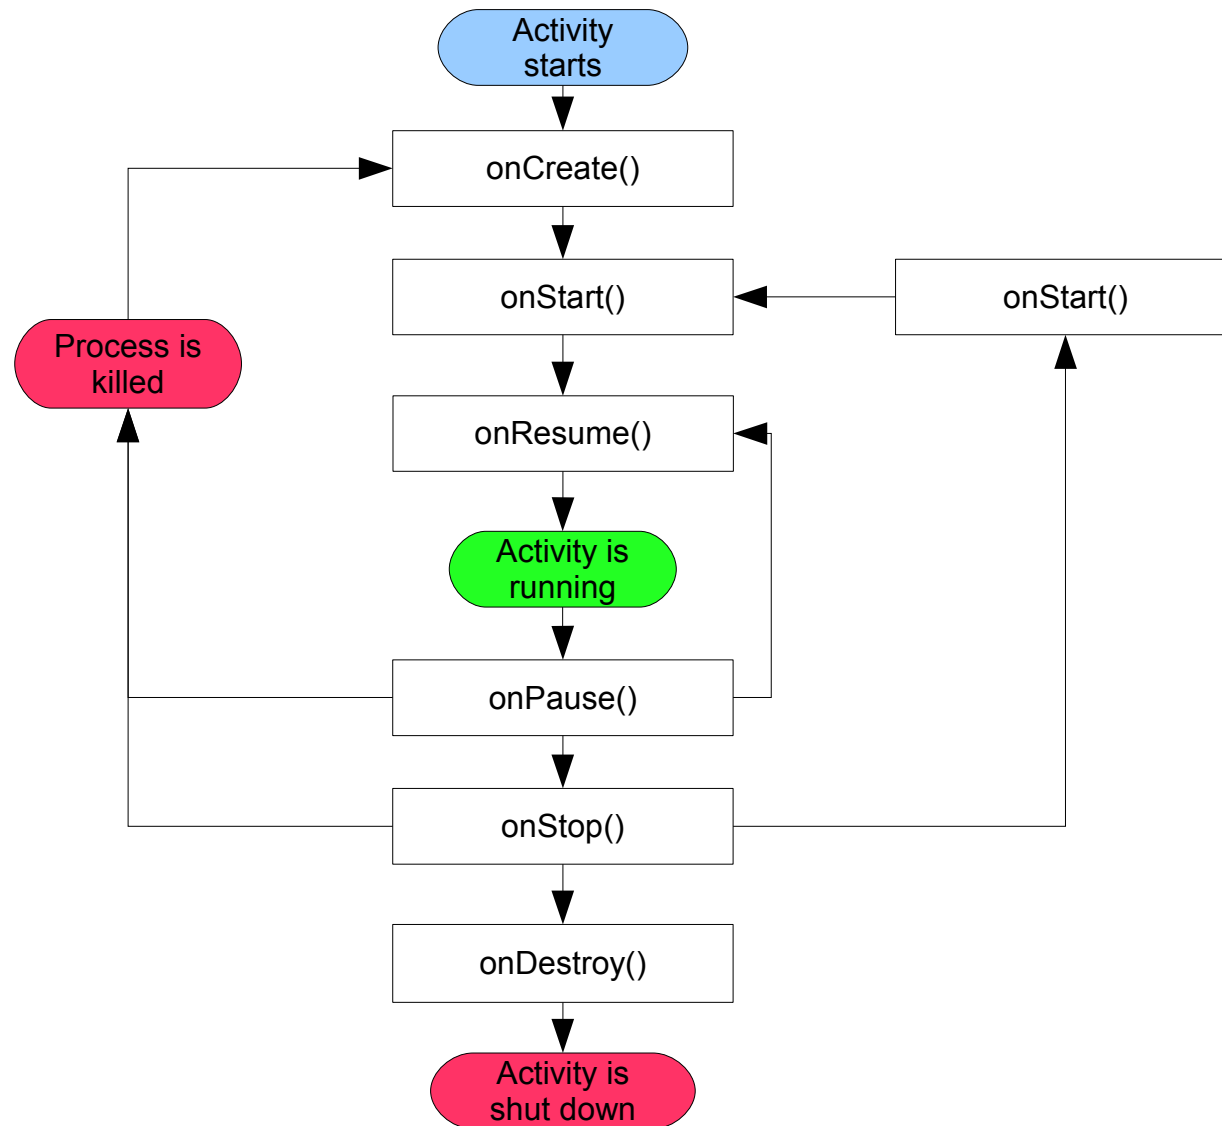 Activity
starts
onCreate()
onStart()
onStart()
Process is
killed
onResume()
Activity is
running
onPause()
onStop()
onDestroy()
Activity is
shut down